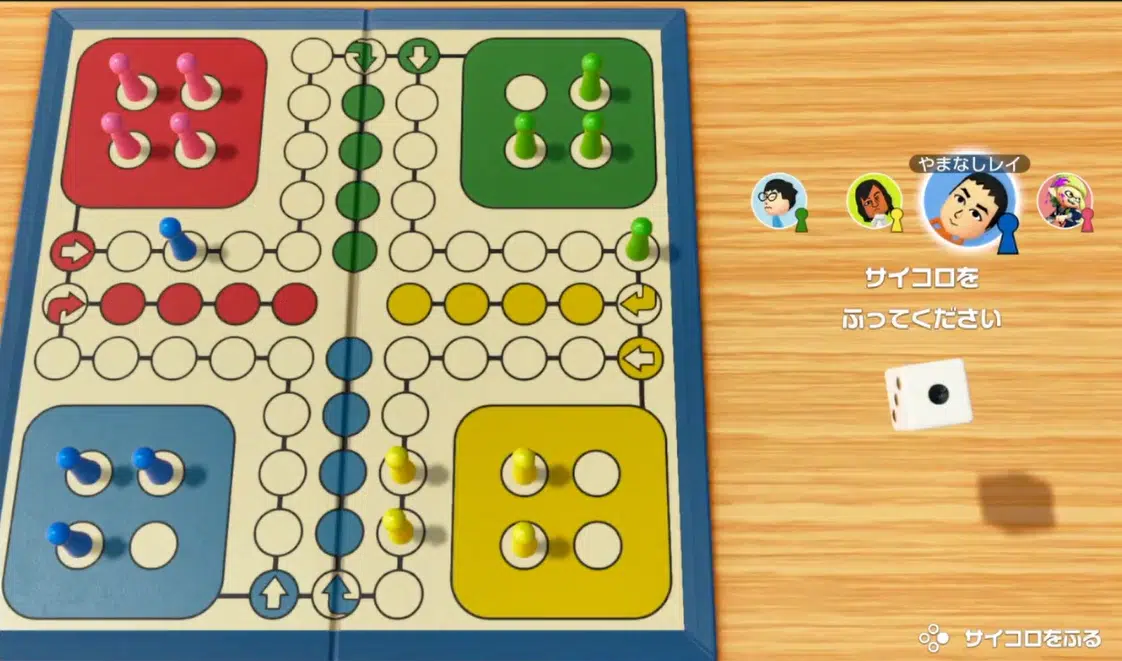 やまなしレイ
サイコロを
ふってください
サイコロをふる